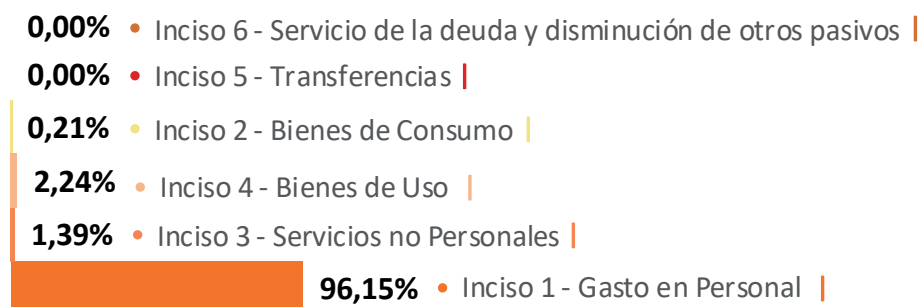 0,00% • Inciso 6 - Servicio de la deuda y disminución de otros pasivos
0,00% • Inciso 5 - Transferencias
0,21% • Inciso 2 - Bienes de Consumo
2,24% • Inciso 4 - Bienes de Uso
1,39% • Inciso 3 - Servicios no Personales
96,15% • Inciso 1 - Gasto en Personal